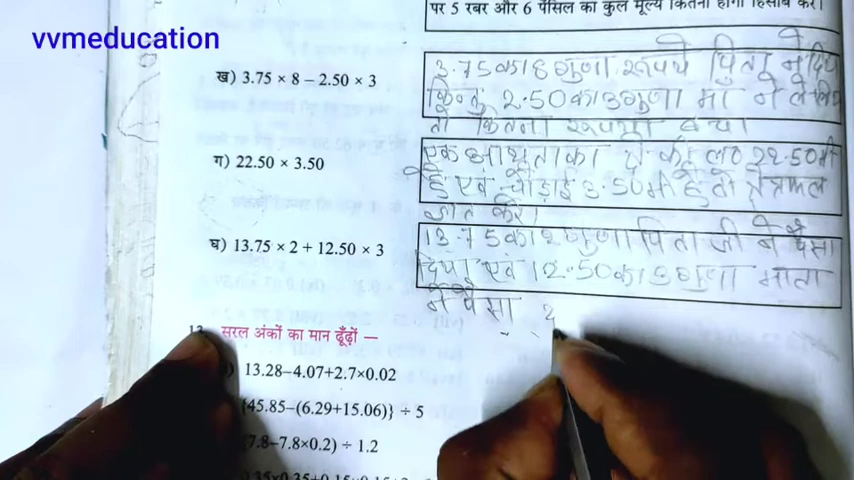 पर 5 रबर और 6 पेंसिल का कुल मूल्य कितना होगा हिसाब करें।
vvmeducation
ख) 3.75 × 8 – 2.50 × 3
3.75 का 8 गुणा रूपये पिता ने दिया
किन्तु 2.50 का 3 गुणा माँ ने ले लिया
तो कितना रूपया बचा
ग) 22.50 × 3.50
एक आयताकार 22.50 मी
है एवं चौड़ाई 3.50 मी है तो क्षेत्रफल
ज्ञात करें।
घ) 13.75 × 2 + 12.50 × 3
13.75 का 2 गुणा पिता जी ने पैसा
दिया एवं 12.50 का 3 गुणा माता
ने पैसा
सरल अंकों का मान ढूँढ़ों —
13.28–4.07+2.7×0.02
{45.85–(6.29+15.06)} ÷ 5
(7.8–7.8×0.2) ÷ 1.2